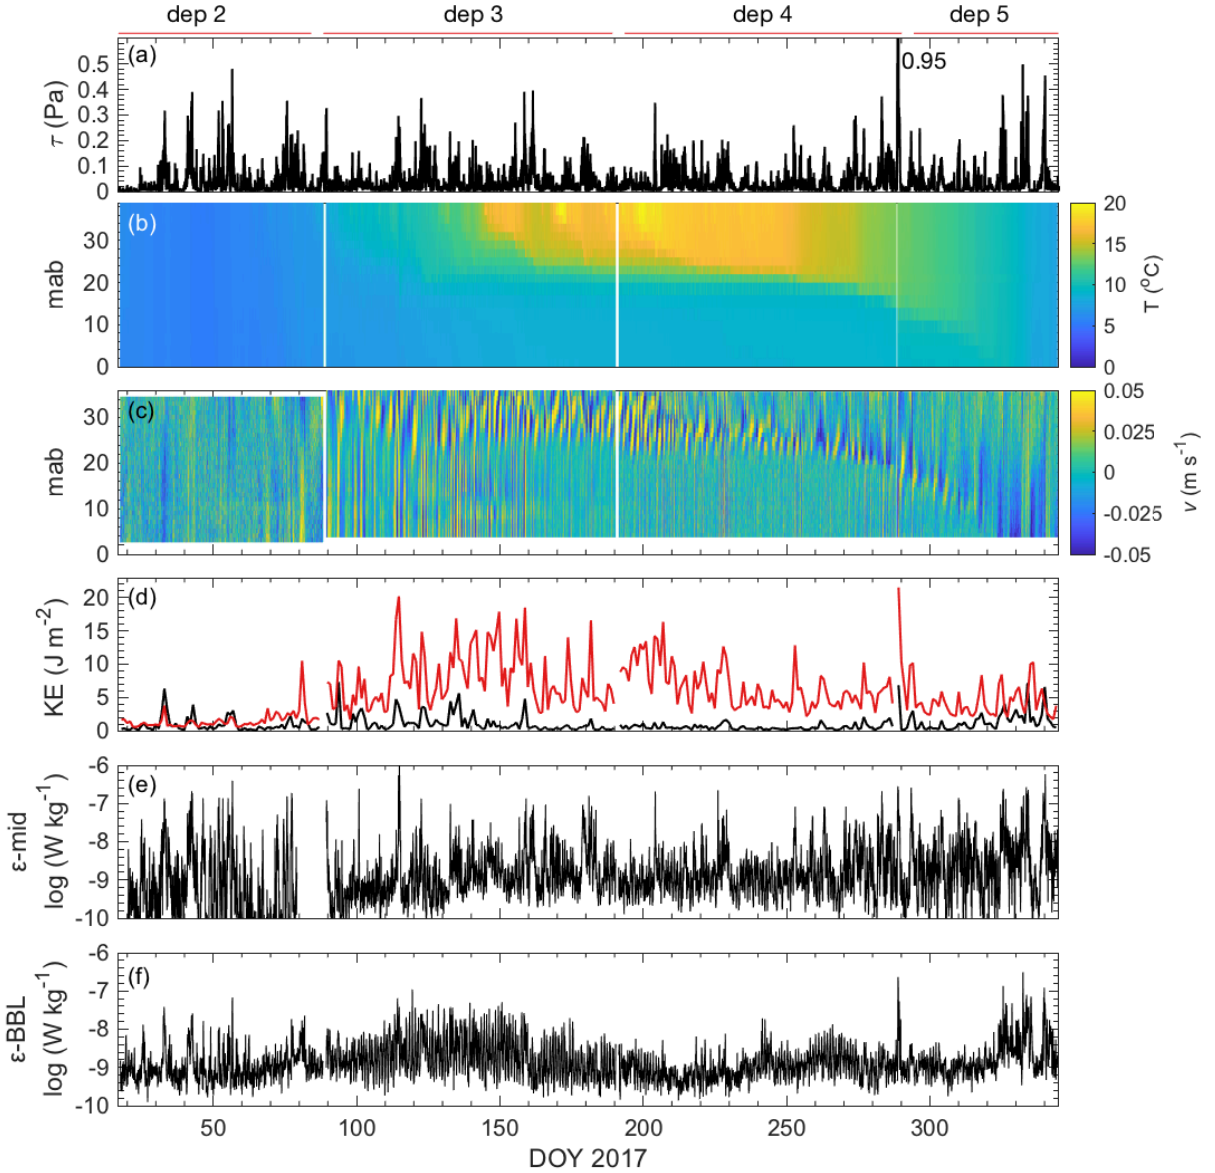 dep 2 dep 3 dep 4 dep 5
(a)
0.95
0.5
0.4
0.3
0.2
0.1
0
τ (Pa)
(b)
30
20
10
0
mab
20
15
10
5
0
T (°C)
(c)
30
20
10
0
mab
0.05
0.025
0
-0.025
-0.05
v (m s⁻¹)
(d)
20
15
10
5
0
KE (J m⁻²)
(e)
-6
-7
-8
-9
-10
ε-mid
log (W kg⁻¹)
(f)
-6
-7
-8
-9
-10
ε-BBL
log (W kg⁻¹)
50 100 150 200 250 300
DOY 2017